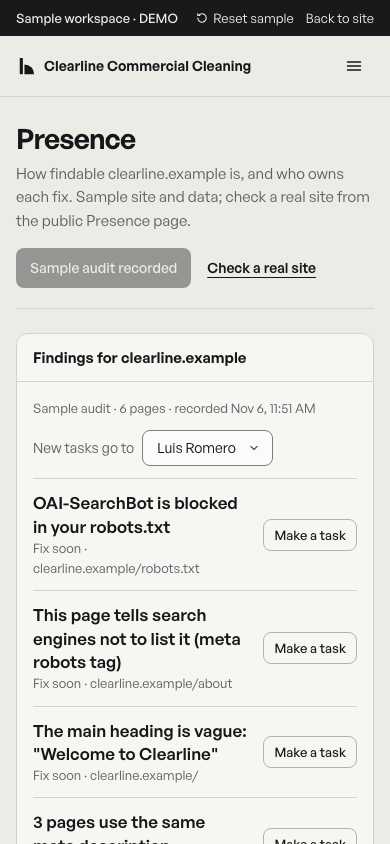 Sample workspace · DEMO
Reset sample
Back to site
Clearline Commercial Cleaning
Presence
How findable clearline.example is, and who owns
each fix. Sample site and data; check a real site from
the public Presence page.
Sample audit recorded
Check a real site
Findings for clearline.example
Sample audit · 6 pages · recorded Nov 6, 11:51 AM
New tasks go to
Luis Romero
OAI-SearchBot is blocked
in your robots.txt
Fix soon ·
clearline.example/robots.txt
Make a task
This page tells search
engines not to list it (meta
robots tag)
Fix soon · clearline.example/about
Make a task
The main heading is vague:
"Welcome to Clearline"
Fix soon · clearline.example/
Make a task
3 pages use the same
meta description
Make a task